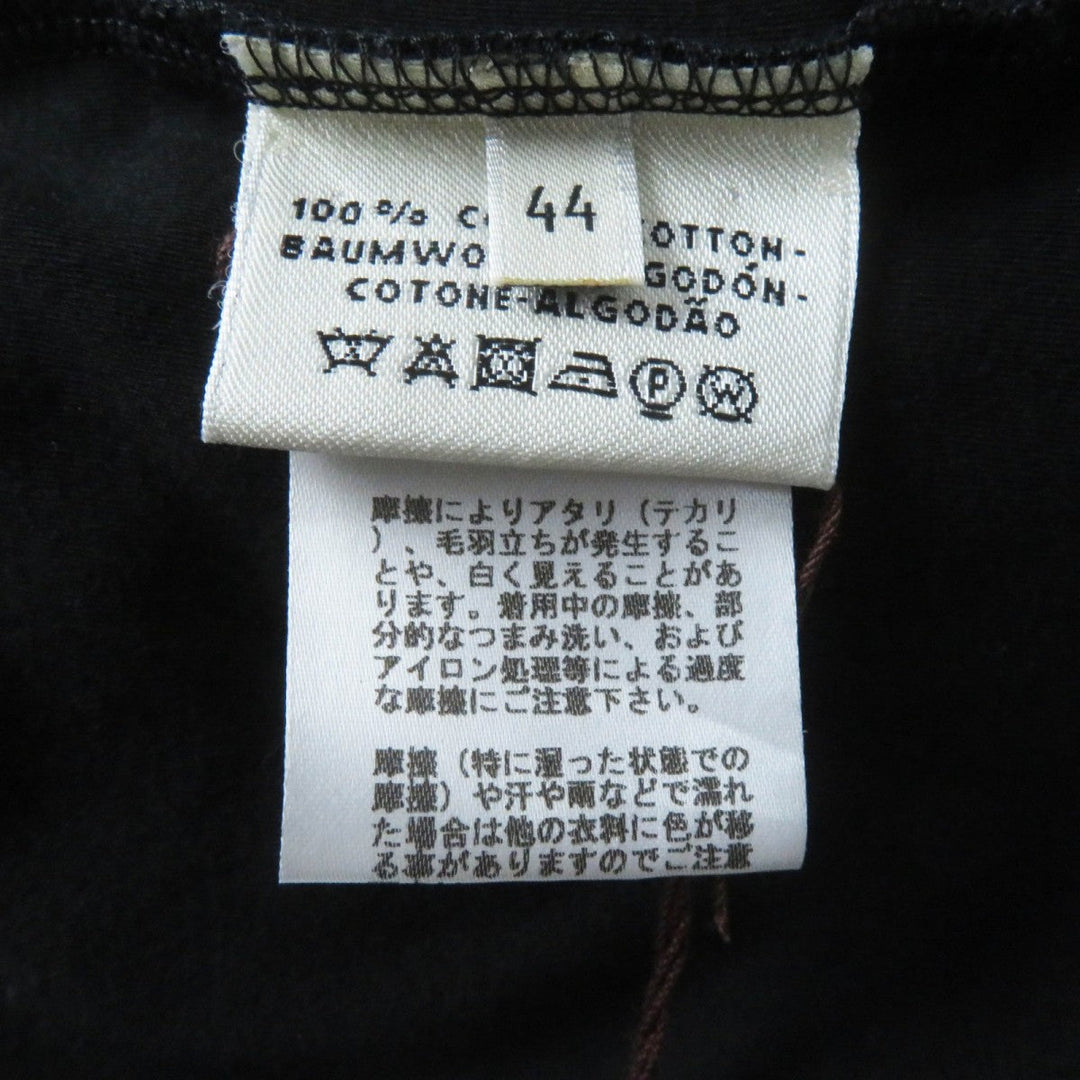 44
100% C OTTON-
BAUMWO GODÓN-
COTONE-ALGODÃO
P W
摩擦によりアタリ（テカリ
）、毛羽立ちが発生するこ
とや、白く見えることがあ
ります。着用中の摩擦、部
分的なつまみ洗い、および
アイロン処理等による過度
な摩擦にご注意下さい。
摩擦（特に湿った状態での
摩擦）や汗や雨などで濡れ
た場合は他の衣料に色が移
る事がありますのでご注意